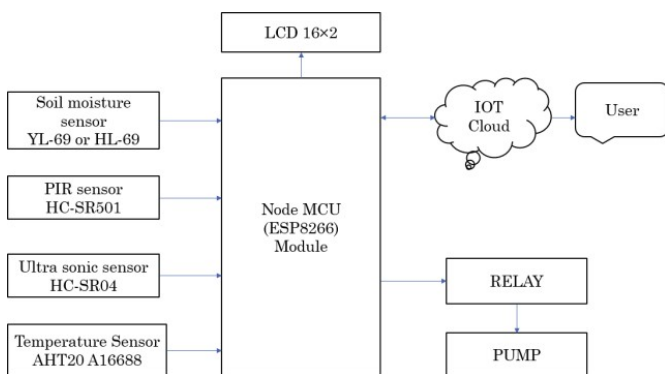 LCD 16×2
Soil moisture
sensor
YL-69 or HL-69
PIR sensor
HC-SR501
Ultra sonic sensor
HC-SR04
Temperature Sensor
AHT20 A16688
Node MCU
(ESP8266)
Module
IOT
Cloud
User
RELAY
PUMP